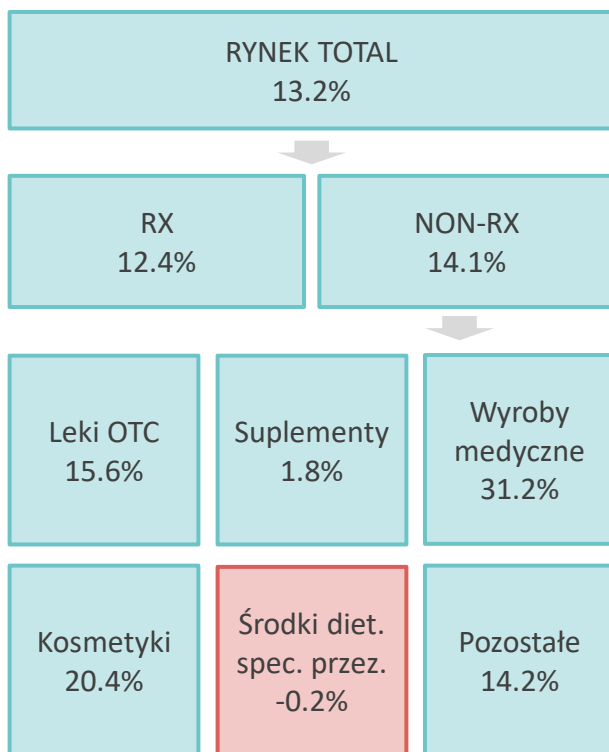 RYNEK TOTAL
13.2%
RX
12.4%
NON-RX
14.1%
Leki OTC
15.6%
Suplementy
1.8%
Wyroby
medyczne
31.2%
Kosmetyki
20.4%
Środki diet.
spec. przez.
-0.2%
Pozostałe
14.2%